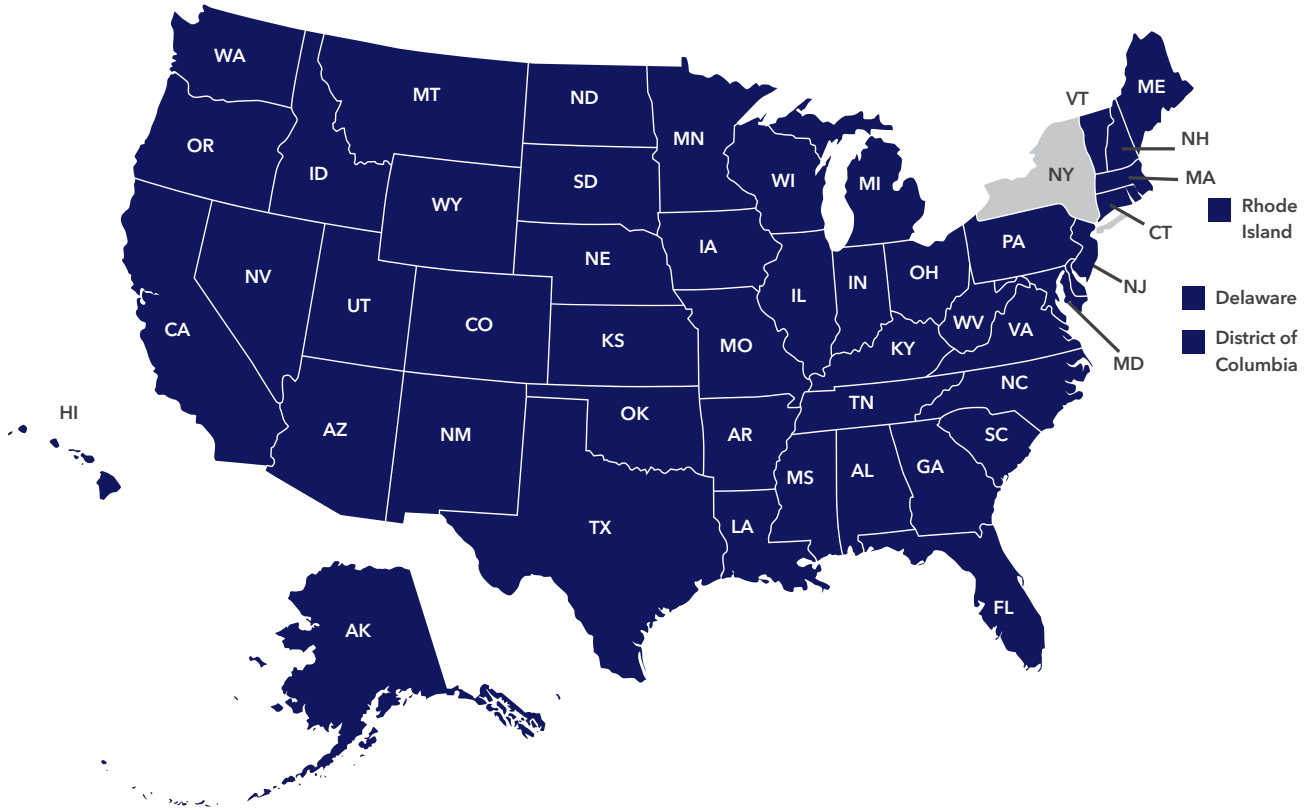 WA
MT
ND
MN
ME
VT
OR
ID
SD
WI
MI
NY
NH
MA
WY
Rhode
Island
CT
IA
PA
NE
NV
UT
CO
IL
IN
OH
NJ
Delaware
CA
KS
MO
WV
VA
KY
MD
District of
Columbia
NC
HI
AZ
NM
OK
TN
AR
SC
MS
AL
GA
TX
LA
FL
AK